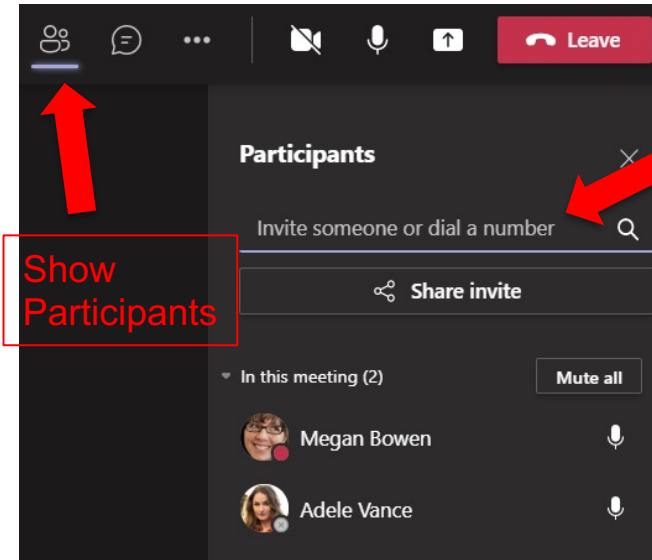 Leave
Participants
Invite someone or dial a number
Share invite
Show
Participants
In this meeting (2)
Mute all
Megan Bowen
Adele Vance